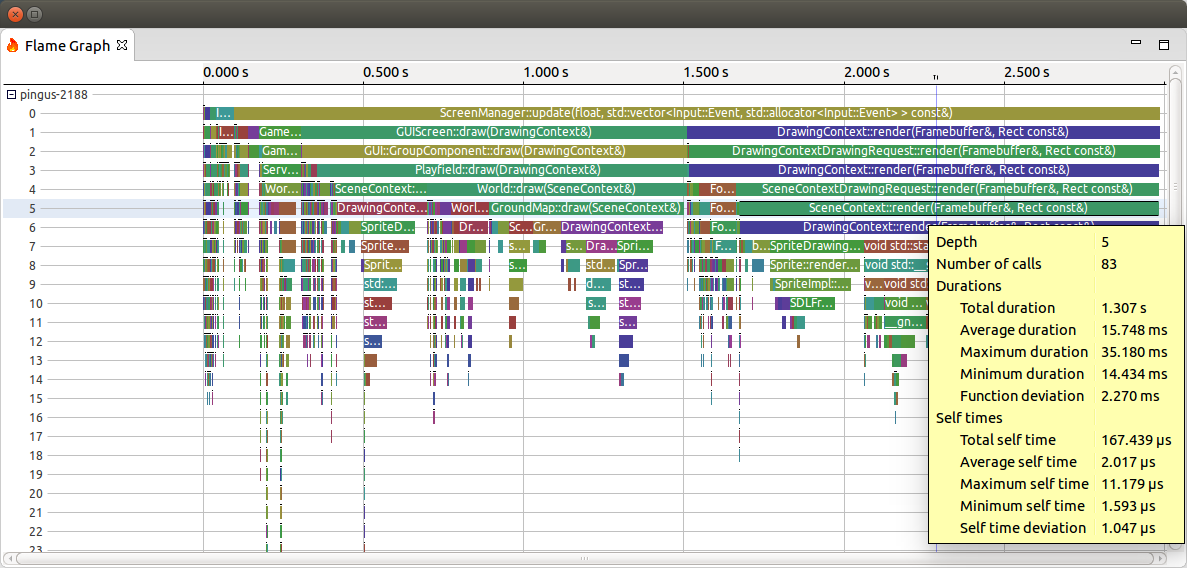 Flame Graph
0.000 s 0.500 s 1.000 s 1.500 s 2.000 s 2.500 s
pingus-2188
0 I... ScreenManager::update(float, std::vector<Input::Event, std::allocator<Input::Event> > const&)
1 I... Game... GUIScreen::draw(DrawingContext&) DrawingContext::render(Framebuffer&, Rect const&)
2 Gam... GUI::GroupComponent::draw(DrawingContext&) DrawingContextDrawingRequest::render(Framebuffer&, Rect const&)
3 Serv... Playfield::draw(DrawingContext&) DrawingContext::render(Framebuffer&, Rect const&)
4 Wor... SceneContext:... World::draw(SceneContext&) Fo... SceneContextDrawingRequest::render(Framebuffer&, Rect const&)
5 DrawingConte... Worl... GroundMap::draw(SceneContext&) Fo... SceneContext::render(Framebuffer&, Rect const&)
6 SpriteD... Dr... Sc... Gr... DrawingContext... Fo... DrawingContext::ren
7 Sprite... s... s... Dra... Spri... F... b... SpriteDrawing... void std::sta
8 Sprit... s... std... Spr... Sprite::render... void std::__s
9 std:... d... st... SpriteImpl::... v... void std
10 st... s... st... SDLFr... void ...
11 st... s... __gn...
12 s...
13
14
15
16
17
18
19
20
21
22
23
Depth 5
Number of calls 83
Durations
Total duration 1.307 s
Average duration 15.748 ms
Maximum duration 35.180 ms
Minimum duration 14.434 ms
Function deviation 2.270 ms
Self times
Total self time 167.439 µs
Average self time 2.017 µs
Maximum self time 11.179 µs
Minimum self time 1.593 µs
Self time deviation 1.047 µs